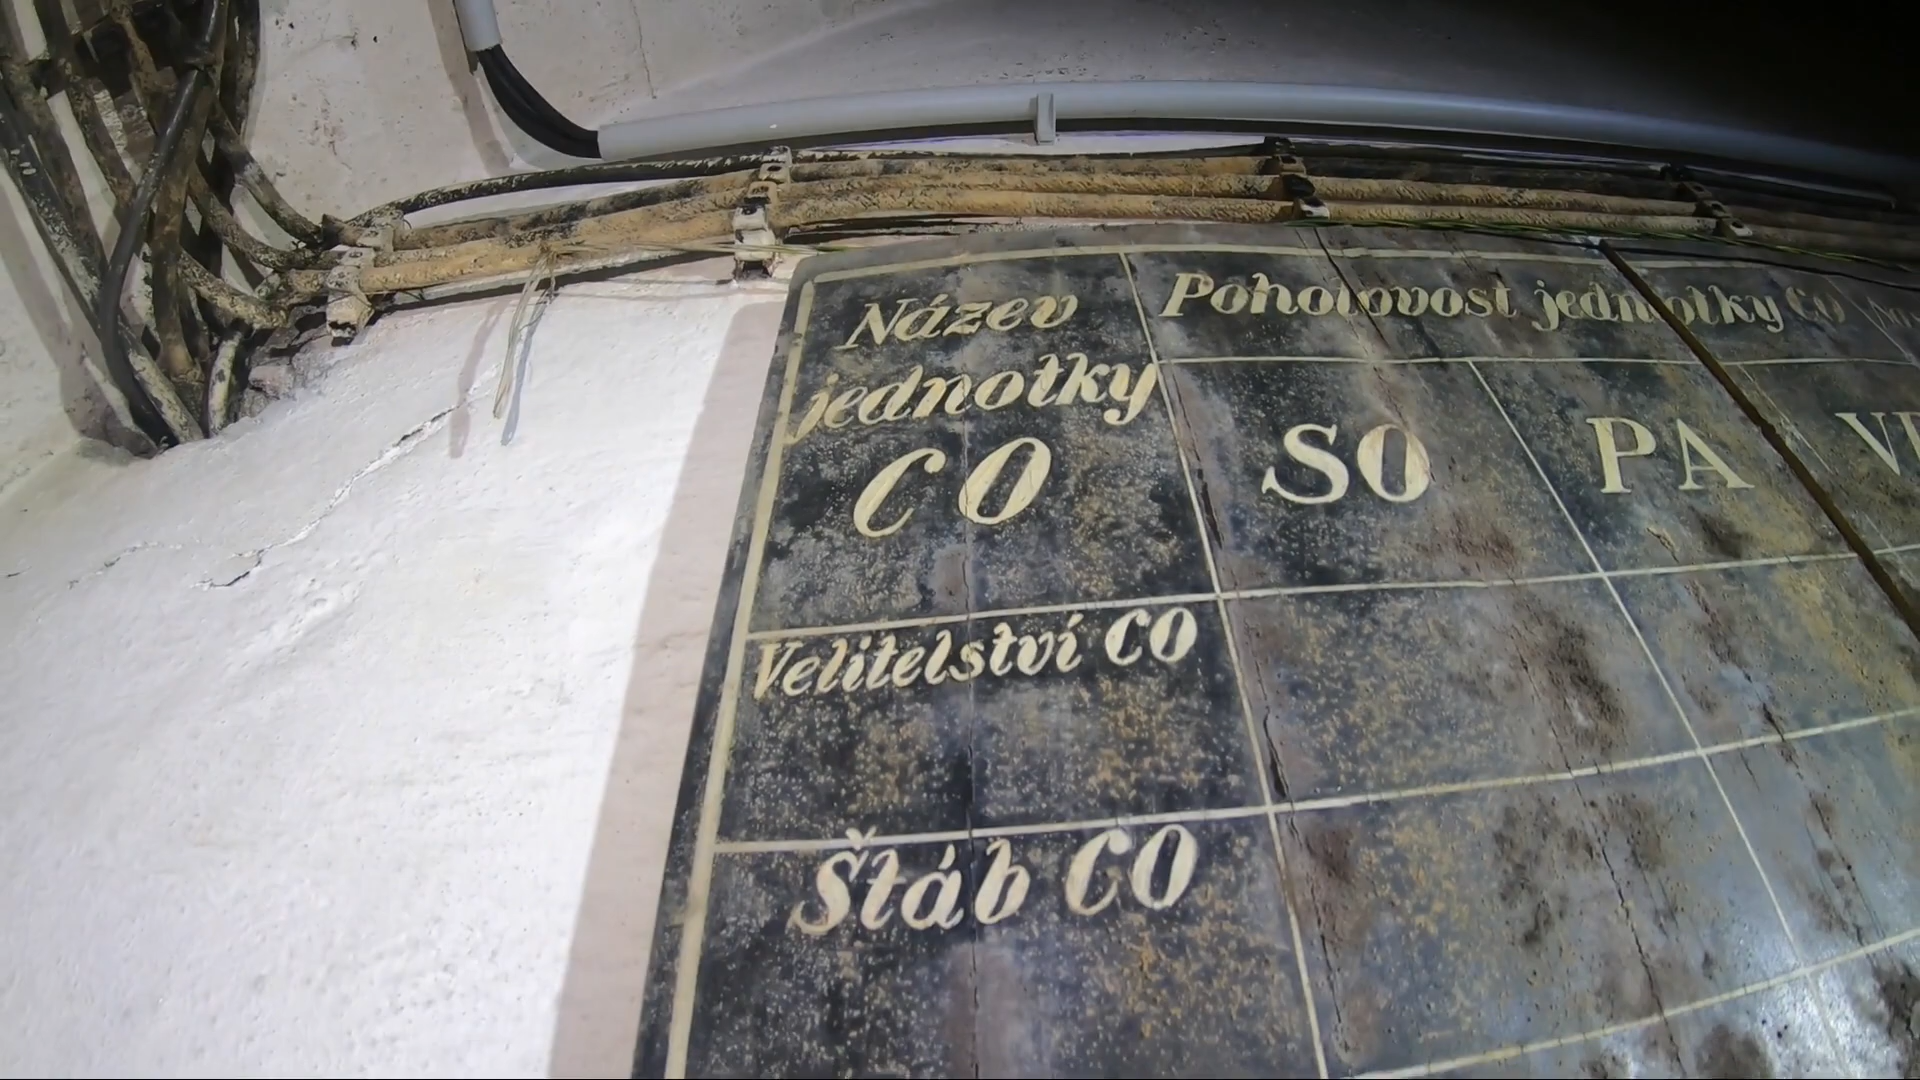 Název
jednotky
CO
Pohotovost jednotky CO
SO
PA
Velitelství CO
Štáb CO